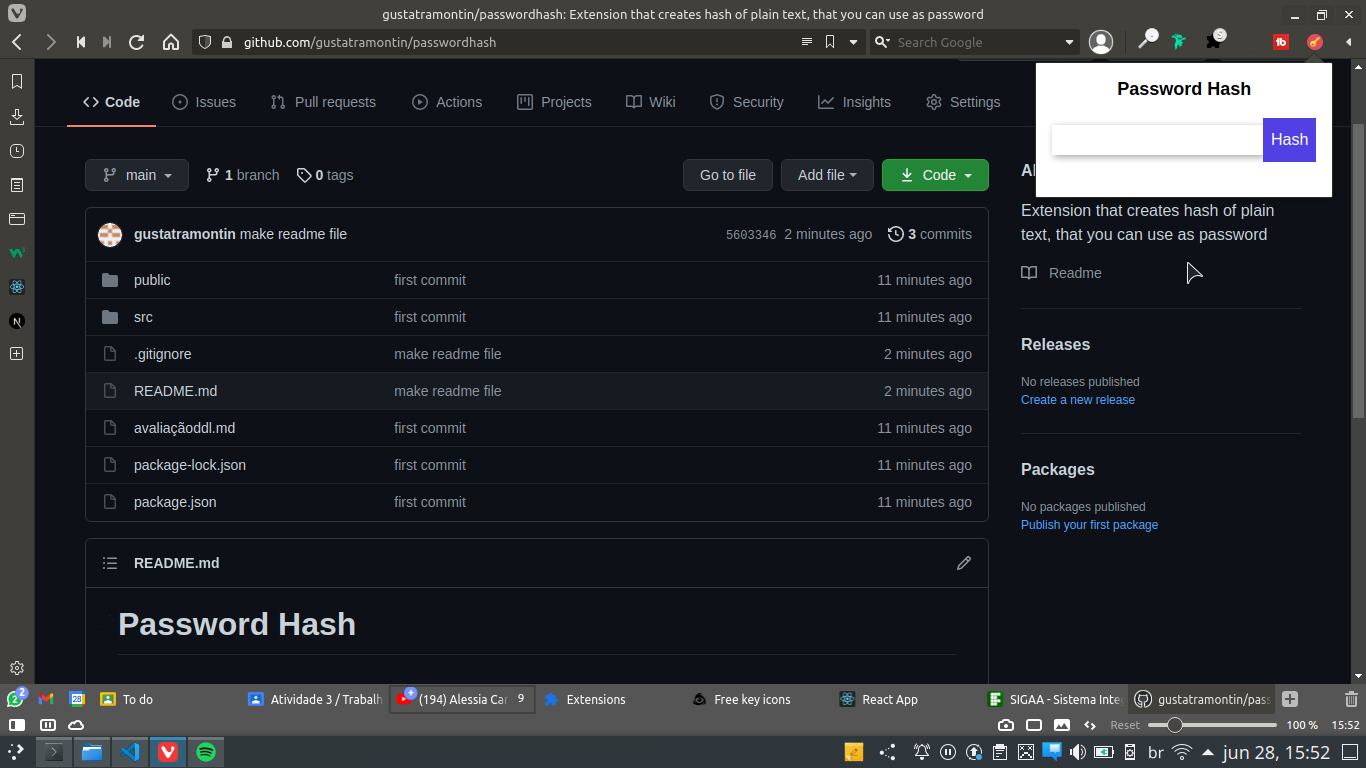 gustatramontin/passwordhash: Extension that creates hash of plain text, that you can use as password
github.com/gustatramontin/passwordhash
Search Google
S
fb
Password Hash
Hash
Code
Issues
Pull requests
Actions
Projects
Wiki
Security
Insights
Settings
main
1 branch
0 tags
Go to file
Add file
Code
gustatramontin make readme file
5603346 2 minutes ago
3 commits
public first commit 11 minutes ago
src first commit 11 minutes ago
.gitignore make readme file 2 minutes ago
README.md make readme file 2 minutes ago
avaliaçãoddl.md first commit 11 minutes ago
package-lock.json first commit 11 minutes ago
package.json first commit 11 minutes ago
Extension that creates hash of plain
text, that you can use as password
Readme
Releases
No releases published
Create a new release
Packages
No packages published
Publish your first package
README.md
Password Hash
2
28
To do
Atividade 3 / Trabalh
(194) Alessia Car
9
Extensions
Free key icons
React App
SIGAA - Sistema Inte
gustatramontin/pass
Reset
100 %
15:52
br
jun 28, 15:52